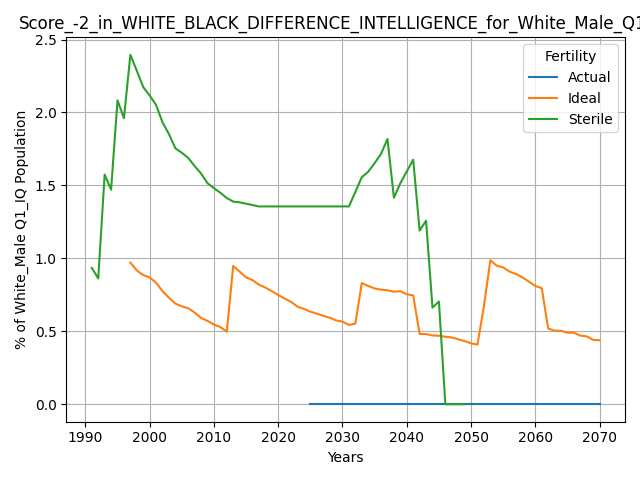 Score_-2_in_WHITE_BLACK_DIFFERENCE_INTELLIGENCE_for_White_Male_Q1
2.5
2.0
1.5
1.0
0.5
0.0
% of White_Male Q1_IQ Population
Fertility
Actual
Ideal
Sterile
1990 2000 2010 2020 2030 2040 2050 2060 2070
Years